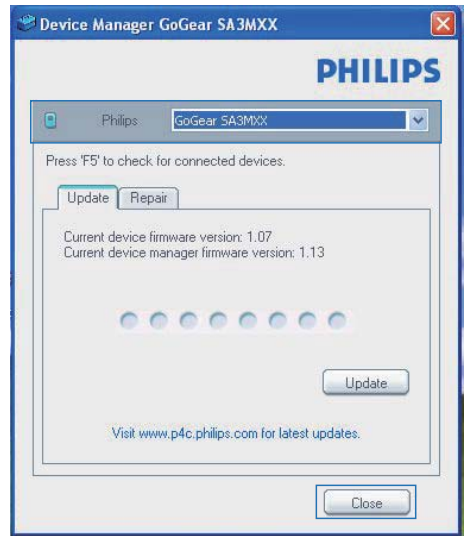 Device Manager GoGear SA3MXX
PHILIPS
Philips GoGear SA3MXX
Press 'F5' to check for connected devices.
Update Repair
Current device firmware version: 1.07
Current device manager firmware version: 1.13
Update
Visit www.p4c.philips.com for latest updates.
Close